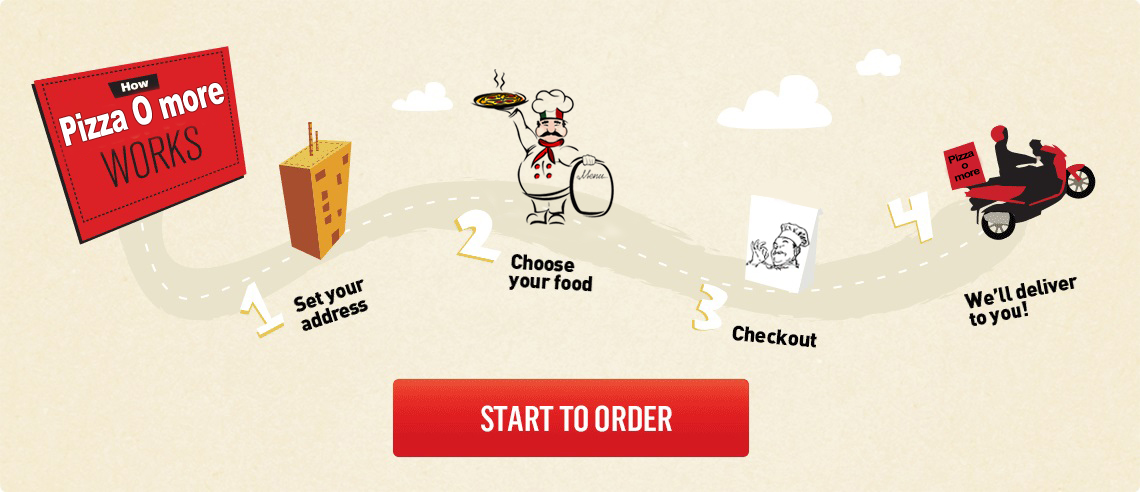 How
Pizza O more
WORKS
1
Set your
address
2
Choose
your food
Menu
3
Checkout
4
We'll deliver
to you!
Pizza
o
more
START TO ORDER